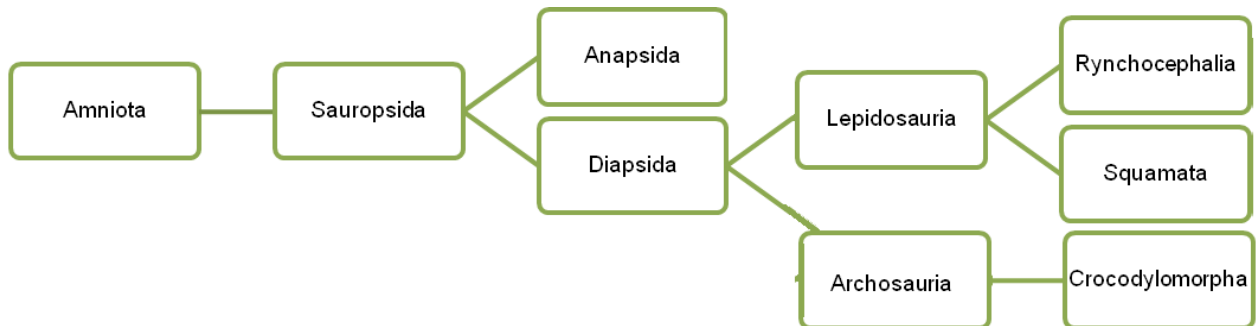 Amniota
Sauropsida
Anapsida
Diapsida
Lepidosauria
Archosauria
Rynchocephalia
Squamata
Crocodylomorpha